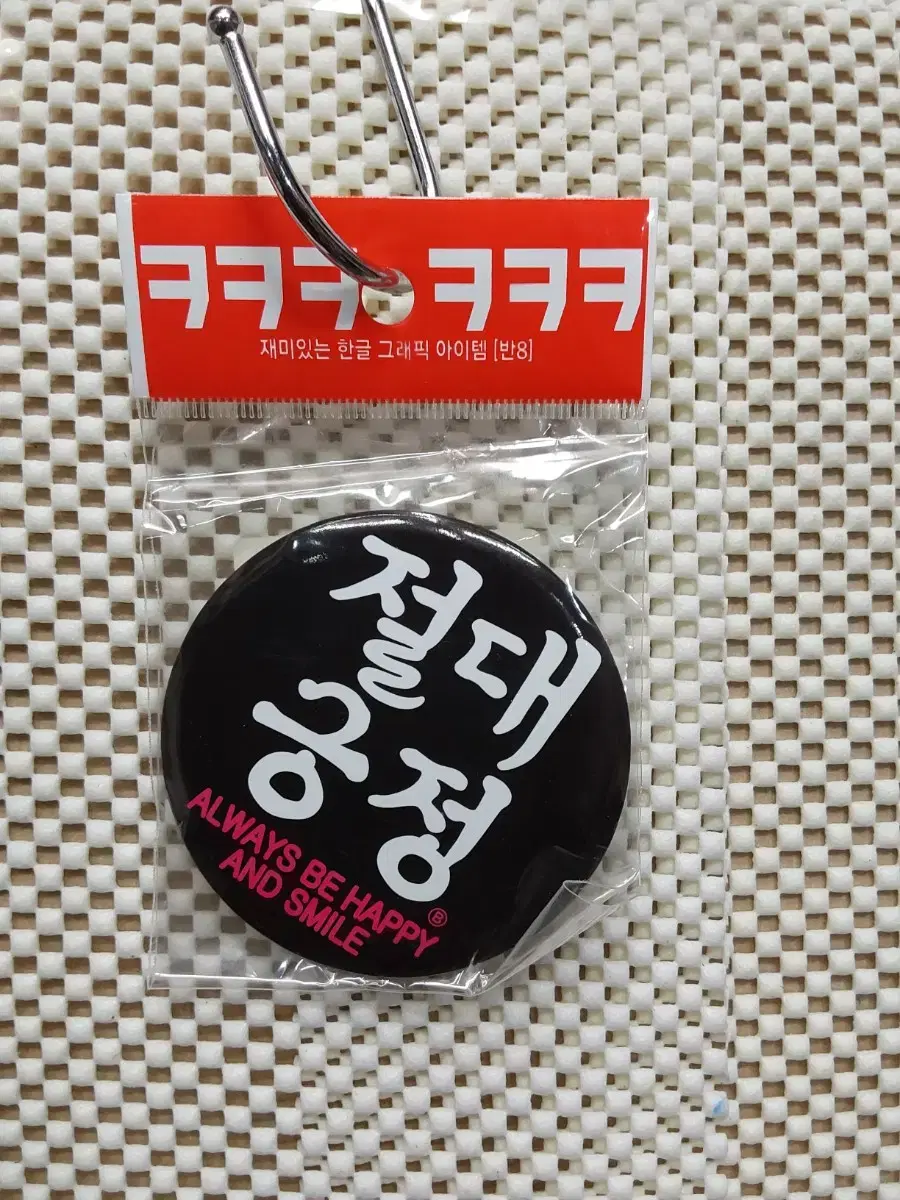 ㅋㅋㅋ ㅋㅋㅋ
재미있는 한글 그래픽 아이템 [반8]
절대
긍정
ALWAYS BE HAPPY
AND SMILE
Ⓑ